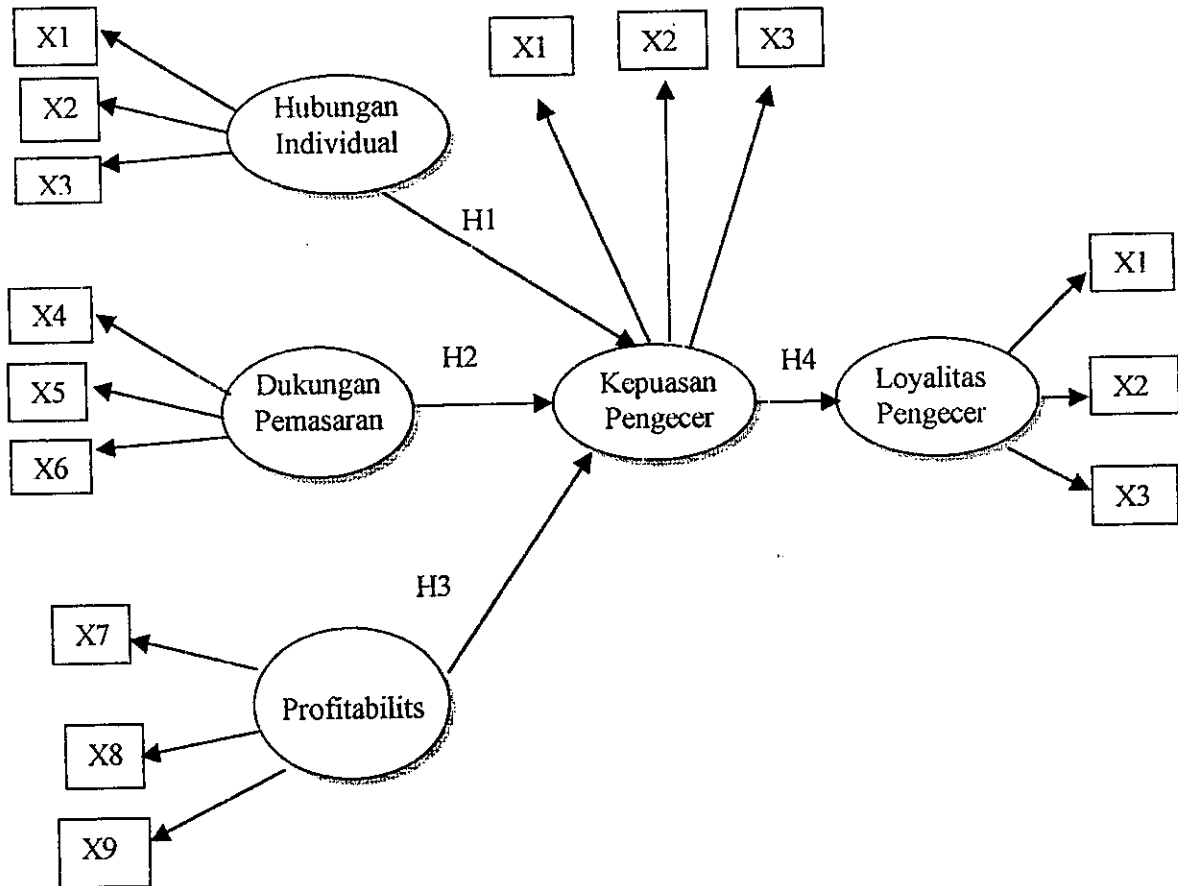 X1
X2
X3
Hubungan
Individual
X1
X2
X3
H1
X4
X5
X6
Dukungan
Pemasaran
H2
Kepuasan
Pengecer
H4
Loyalitas
Pengecer
X1
X2
X3
H3
X7
X8
X9
Profitabilits